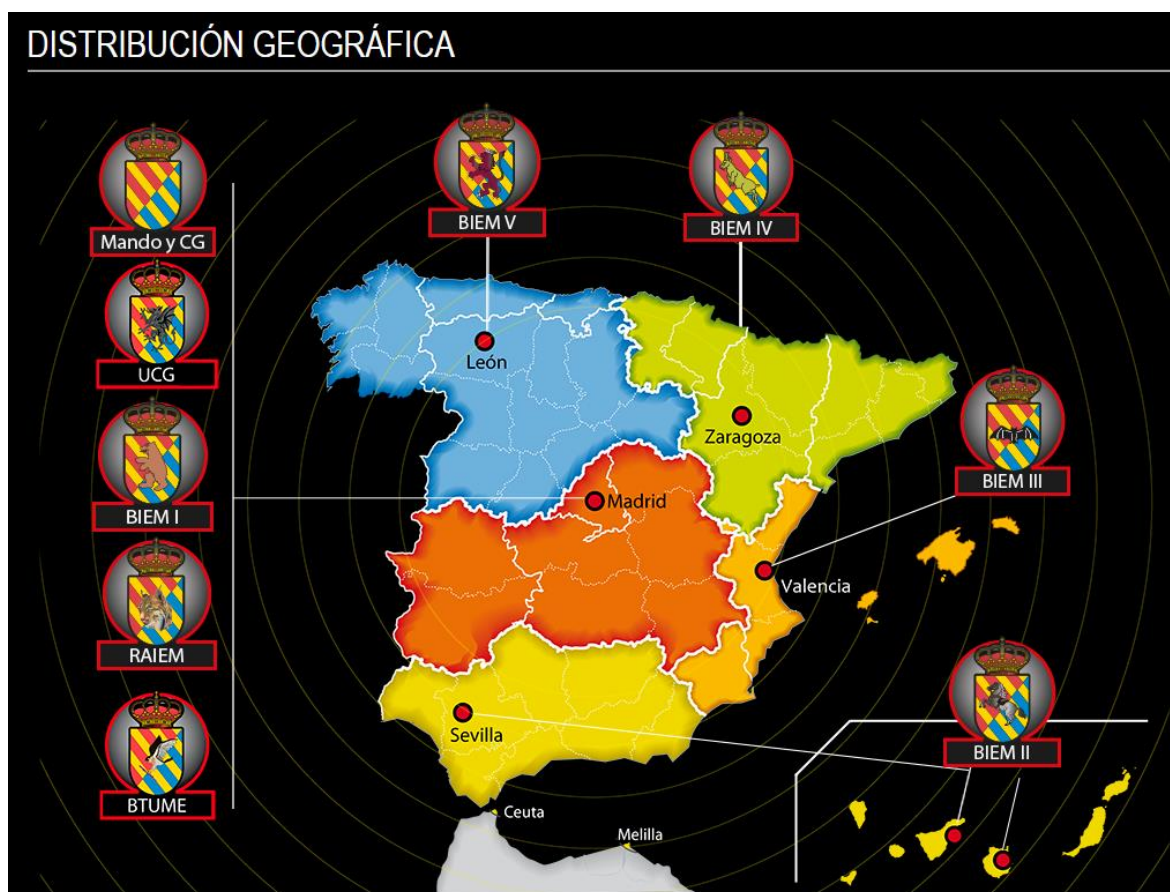 DISTRIBUCIÓN GEOGRÁFICA
Mando y CG
UCG
BIEM I
RAIEM
BTUME
BIEM V
BIEM IV
León
Zaragoza
BIEM III
Madrid
Valencia
Sevilla
BIEM II
Ceuta
Melilla